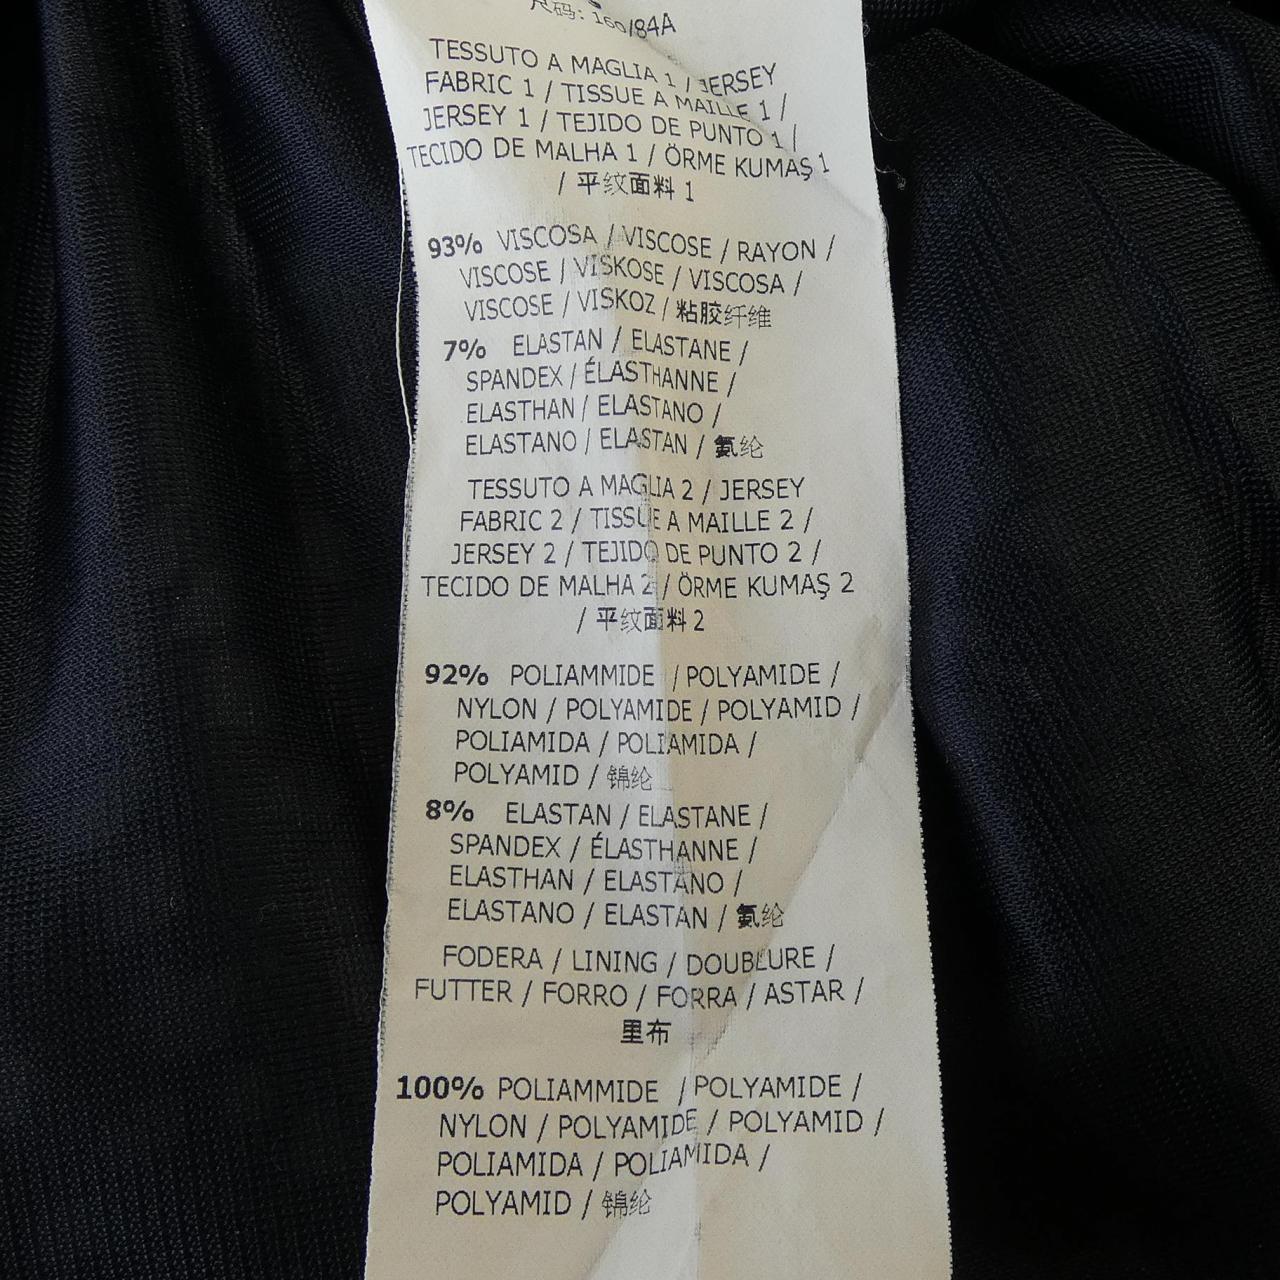 尺码: 160/84A
TESSUTO A MAGLIA 1 / JERSEY
FABRIC 1 / TISSUE A MAILLE 1 /
JERSEY 1 / TEJIDO DE PUNTO 1 /
TECIDO DE MALHA 1 / ÖRME KUMAŞ 1
/ 平纹面料 1
93% VISCOSA / VISCOSE / RAYON /
VISCOSE / VISKOSE / VISCOSA /
VISCOSE / VISKOZ / 粘胶纤维
7% ELASTAN / ELASTANE /
SPANDEX / ÉLASTHANNE /
ELASTHAN / ELASTANO /
ELASTANO / ELASTAN / 氨纶
TESSUTO A MAGLIA 2 / JERSEY
FABRIC 2 / TISSUE A MAILLE 2 /
JERSEY 2 / TEJIDO DE PUNTO 2 /
TECIDO DE MALHA 2 / ÖRME KUMAŞ 2
/ 平纹面料 2
92% POLIAMMIDE / POLYAMIDE /
NYLON / POLYAMIDE / POLYAMID /
POLIAMIDA / POLIAMIDA /
POLYAMID / 锦纶
8% ELASTAN / ELASTANE /
SPANDEX / ÉLASTHANNE /
ELASTHAN / ELASTANO /
ELASTANO / ELASTAN / 氨纶
FODERA / LINING / DOUBLURE /
FUTTER / FORRO / FORRA / ASTAR /
里布
100% POLIAMMIDE / POLYAMIDE /
NYLON / POLYAMIDE / POLYAMID /
POLIAMIDA / POLIAMIDA /
POLYAMID / 锦纶